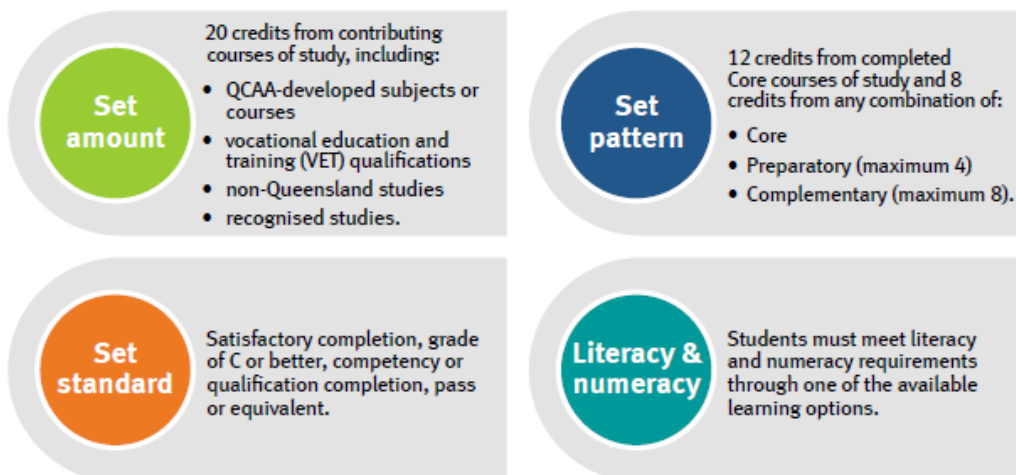 Set
amount
20 credits from contributing
courses of study, including:
• QCAA-developed subjects or
courses
• vocational education and
training (VET) qualifications
• non-Queensland studies
• recognised studies.
Set
pattern
12 credits from completed
Core courses of study and 8
credits from any combination of:
• Core
• Preparatory (maximum 4)
• Complementary (maximum 8).
Set
standard
Satisfactory completion, grade
of C or better, competency or
qualification completion, pass
or equivalent.
Literacy &
numeracy
Students must meet literacy
and numeracy requirements
through one of the available
learning options.